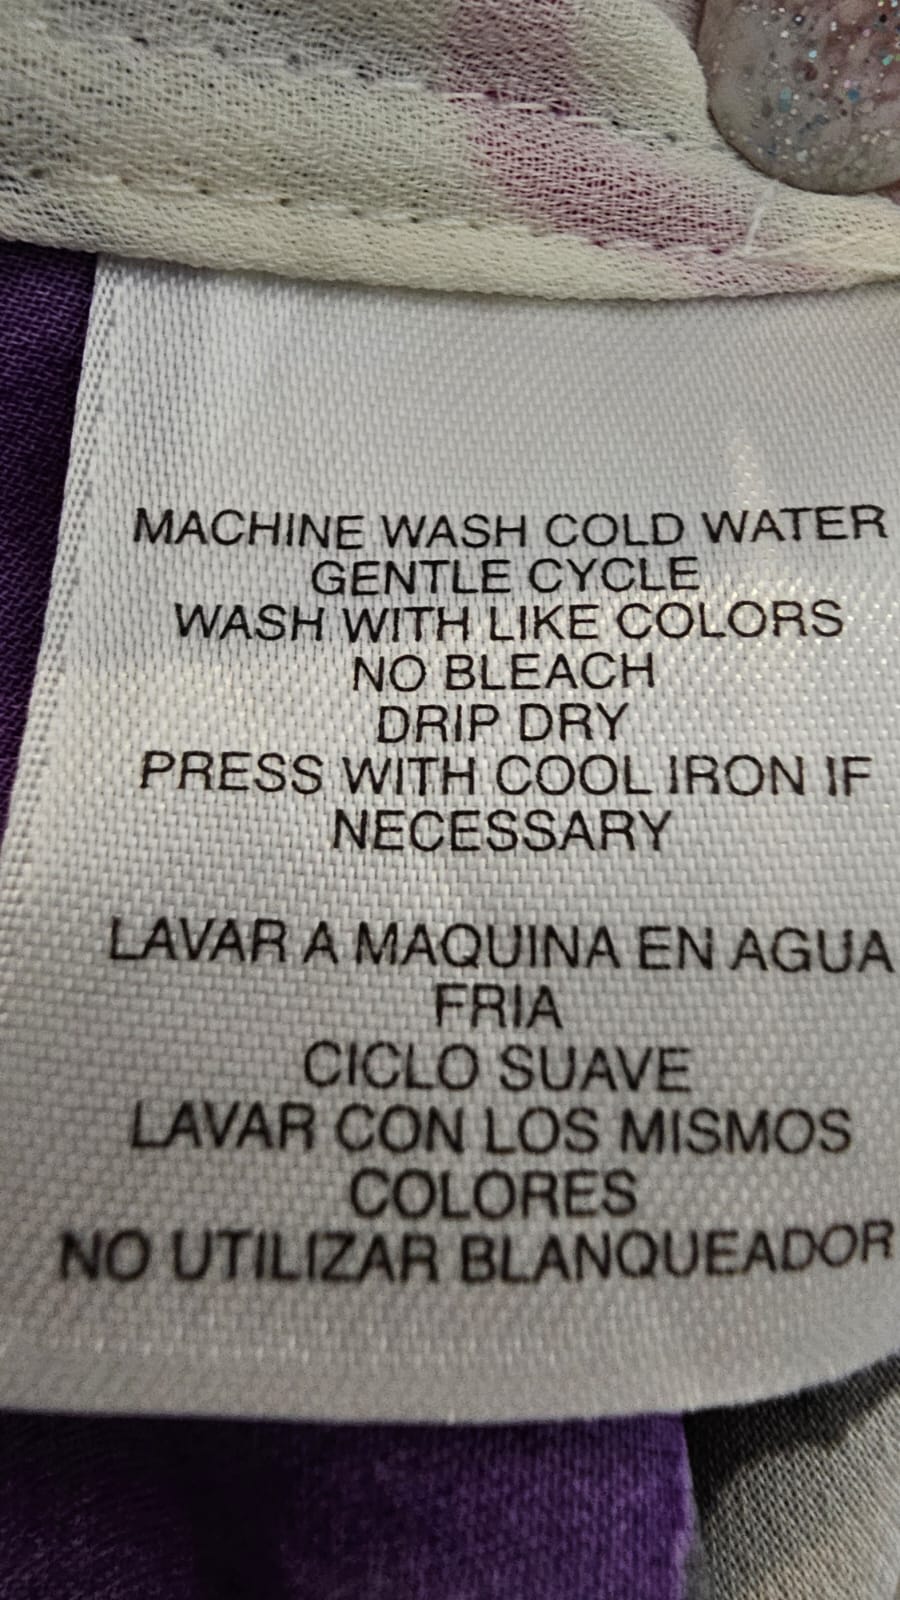 MACHINE WASH COLD WATER
GENTLE CYCLE
WASH WITH LIKE COLORS
NO BLEACH
DRIP DRY
PRESS WITH COOL IRON IF
NECESSARY
LAVAR A MAQUINA EN AGUA
FRIA
CICLO SUAVE
LAVAR CON LOS MISMOS
COLORES
NO UTILIZAR BLANQUEADOR